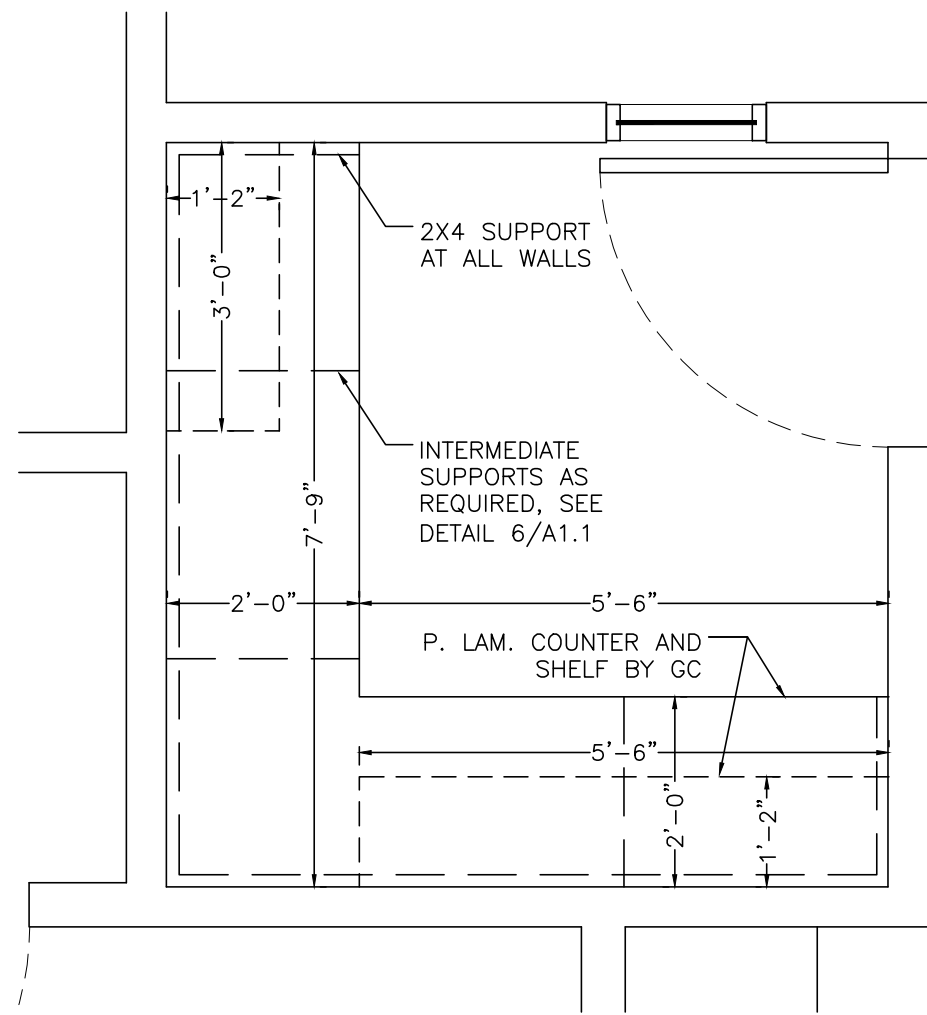 1'-2"
3'-0"
2X4 SUPPORT
AT ALL WALLS
INTERMEDIATE
SUPPORTS AS
REQUIRED, SEE
DETAIL 6/A1.1
7'-9"
2'-0"
5'-6"
P. LAM. COUNTER AND
SHELF BY GC
5'-6"
2'-0"
1'-2"